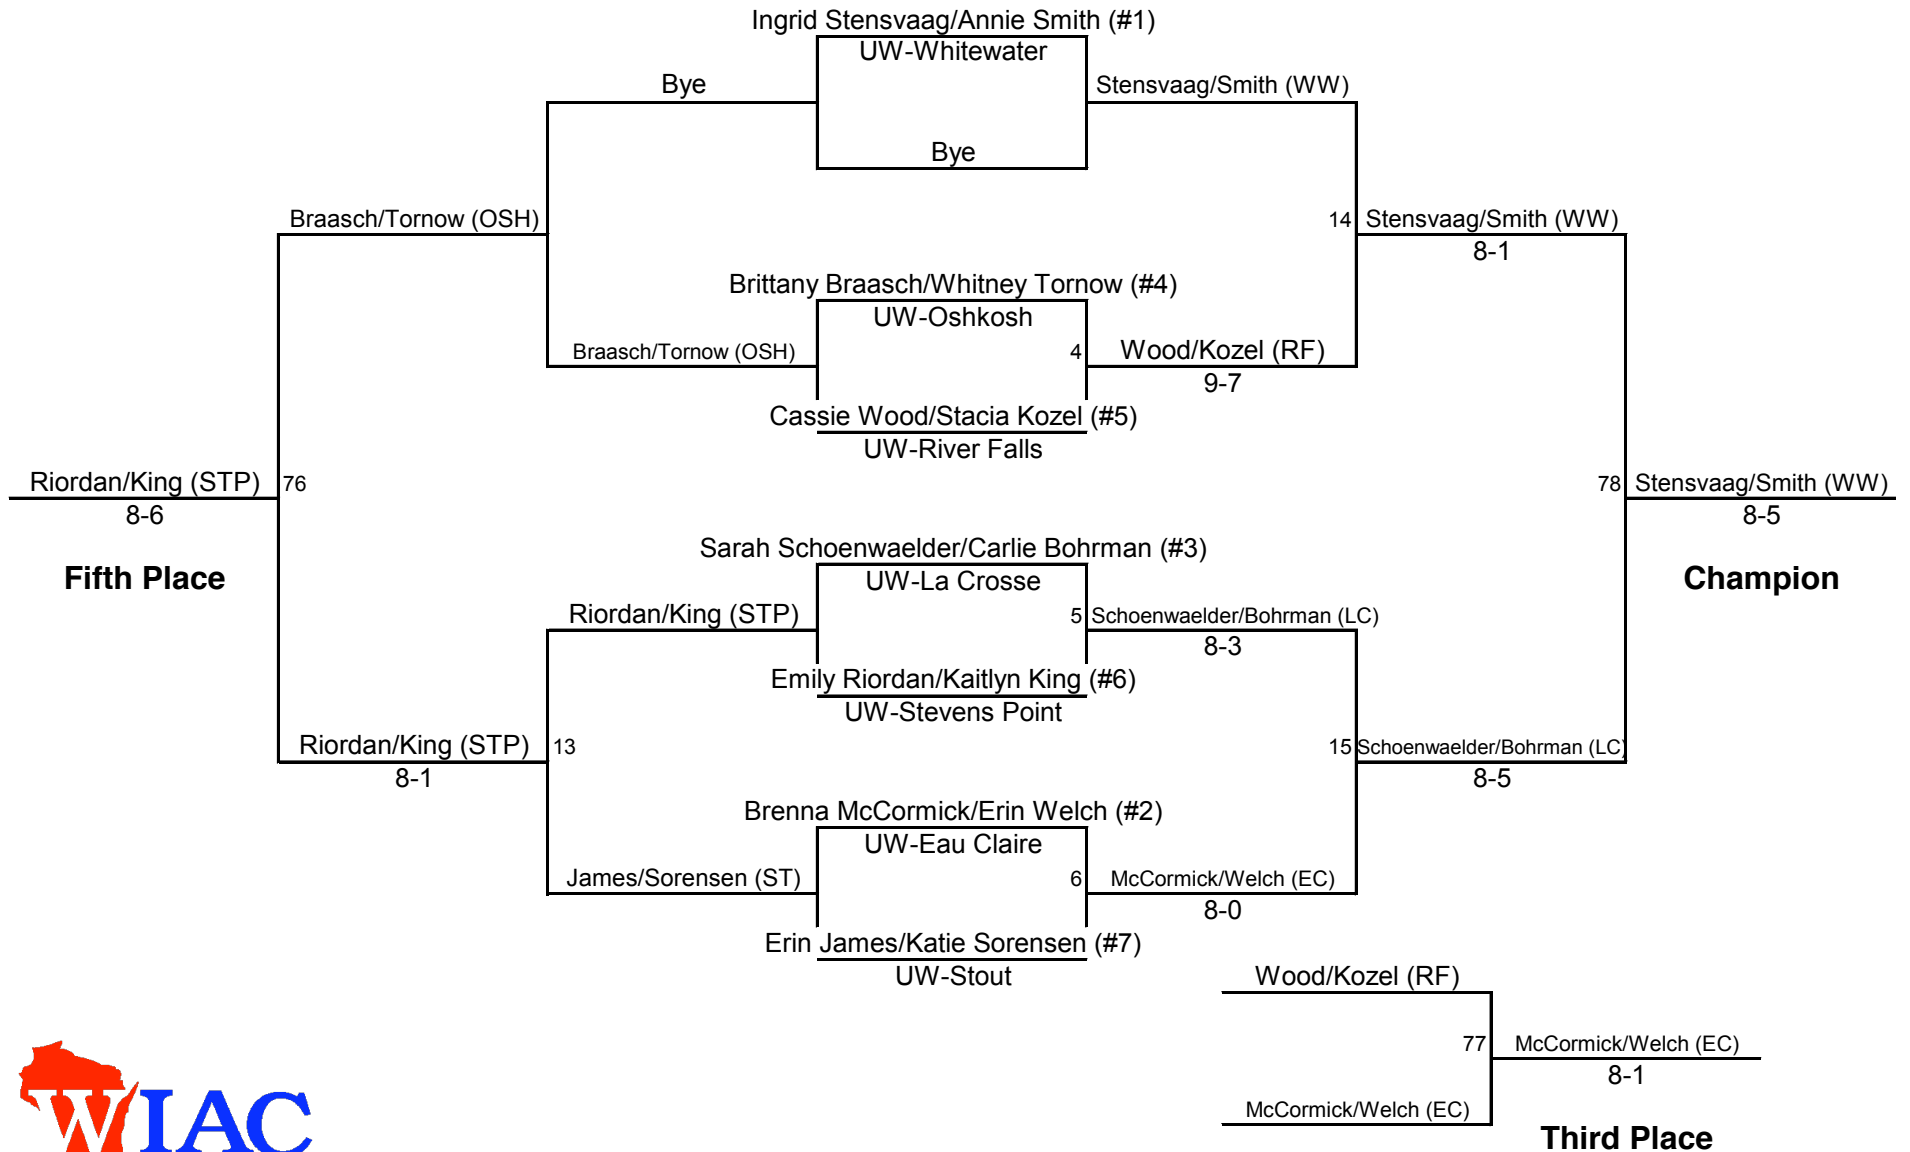 Ingrid Stensvaag/Annie Smith (#1)
UW-Whitewater
Bye
Stensvaag/Smith (WW)
Bye
Braasch/Tornow (OSH)
14
Stensvaag/Smith (WW)
8-1
Brittany Braasch/Whitney Tornow (#4)
UW-Oshkosh
Braasch/Tornow (OSH)
4
Wood/Kozel (RF)
9-7
Cassie Wood/Stacia Kozel (#5)
UW-River Falls
Riordan/King (STP)
76
8-6
78
Stensvaag/Smith (WW)
8-5
Fifth Place
Champion
Sarah Schoenwaelder/Carlie Bohrman (#3)
UW-La Crosse
Riordan/King (STP)
5
Schoenwaelder/Bohrman (LC)
8-3
Emily Riordan/Kaitlyn King (#6)
UW-Stevens Point
Riordan/King (STP)
13
8-1
15
Schoenwaelder/Bohrman (LC)
8-5
Brenna McCormick/Erin Welch (#2)
UW-Eau Claire
James/Sorensen (ST)
6
McCormick/Welch (EC)
8-0
Erin James/Katie Sorensen (#7)
UW-Stout
Wood/Kozel (RF)
77
McCormick/Welch (EC)
8-1
McCormick/Welch (EC)
Third Place
WIAC